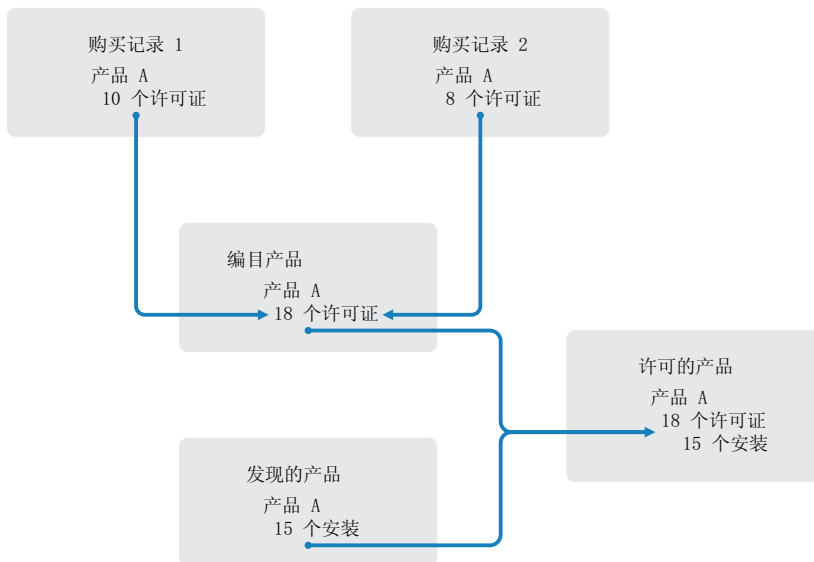 购买记录 1
产品 A
10 个许可证
购买记录 2
产品 A
8 个许可证
编目产品
产品 A
18 个许可证
许可的产品
产品 A
18 个许可证
15 个安装
发现的产品
产品 A
15 个安装